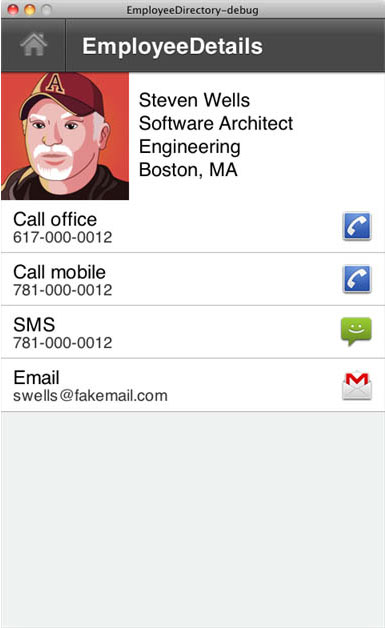 EmployeeDirectory-debug
EmployeeDetails
A
Steven Wells
Software Architect
Engineering
Boston, MA
Call office
617-000-0012
Call mobile
781-000-0012
SMS
781-000-0012
Email
swells@fakemail.com